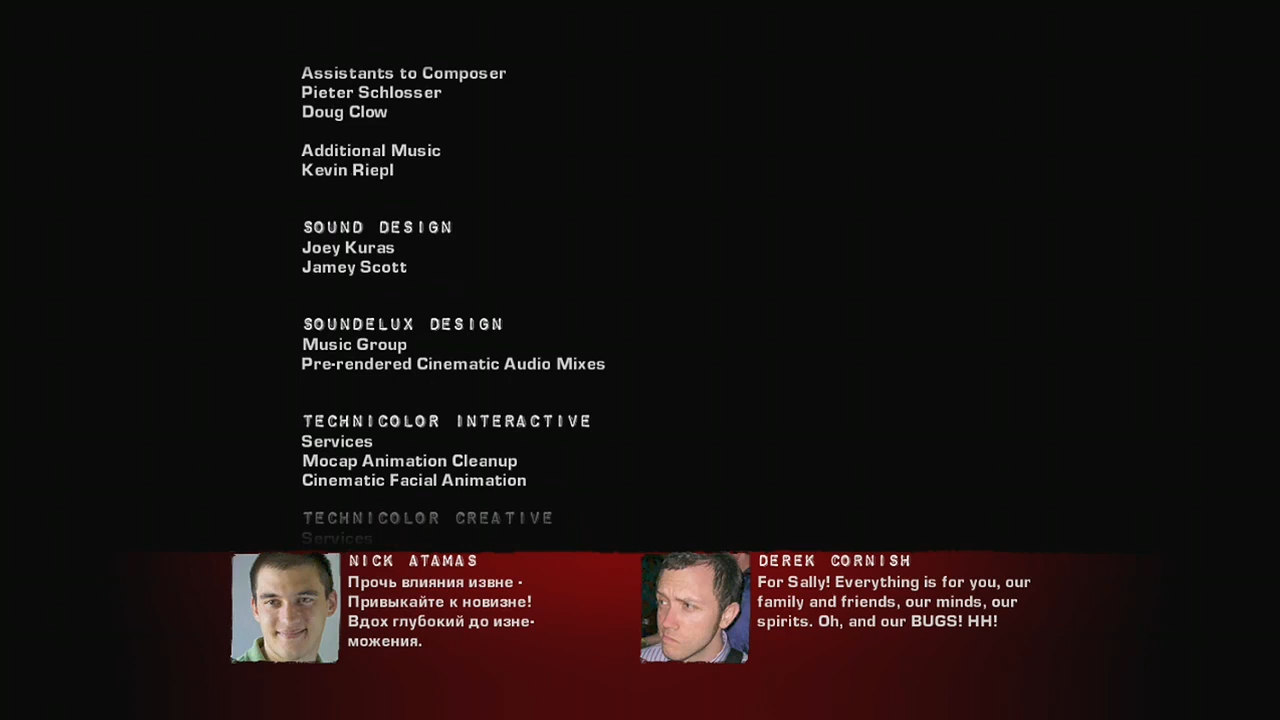 Assistants to Composer
Pieter Schlosser
Doug Clow
Additional Music
Kevin Riepl
SOUND DESIGN
Joey Kuras
Jamey Scott
SOUNDELUX DESIGN
Music Group
Pre-rendered Cinematic Audio Mixes
TECHNICOLOR INTERACTIVE
Services
Mocap Animation Cleanup
Cinematic Facial Animation
TECHNICOLOR CREATIVE
Services
NICK ATAMAS
Прочь влияния извне -
Привыкайте к новизне!
Вдох глубокий до изне-
можения.
DEREK CORNISH
For Sally! Everything is for you, our
family and friends, our minds, our
spirits. Oh, and our BUGS! HH!